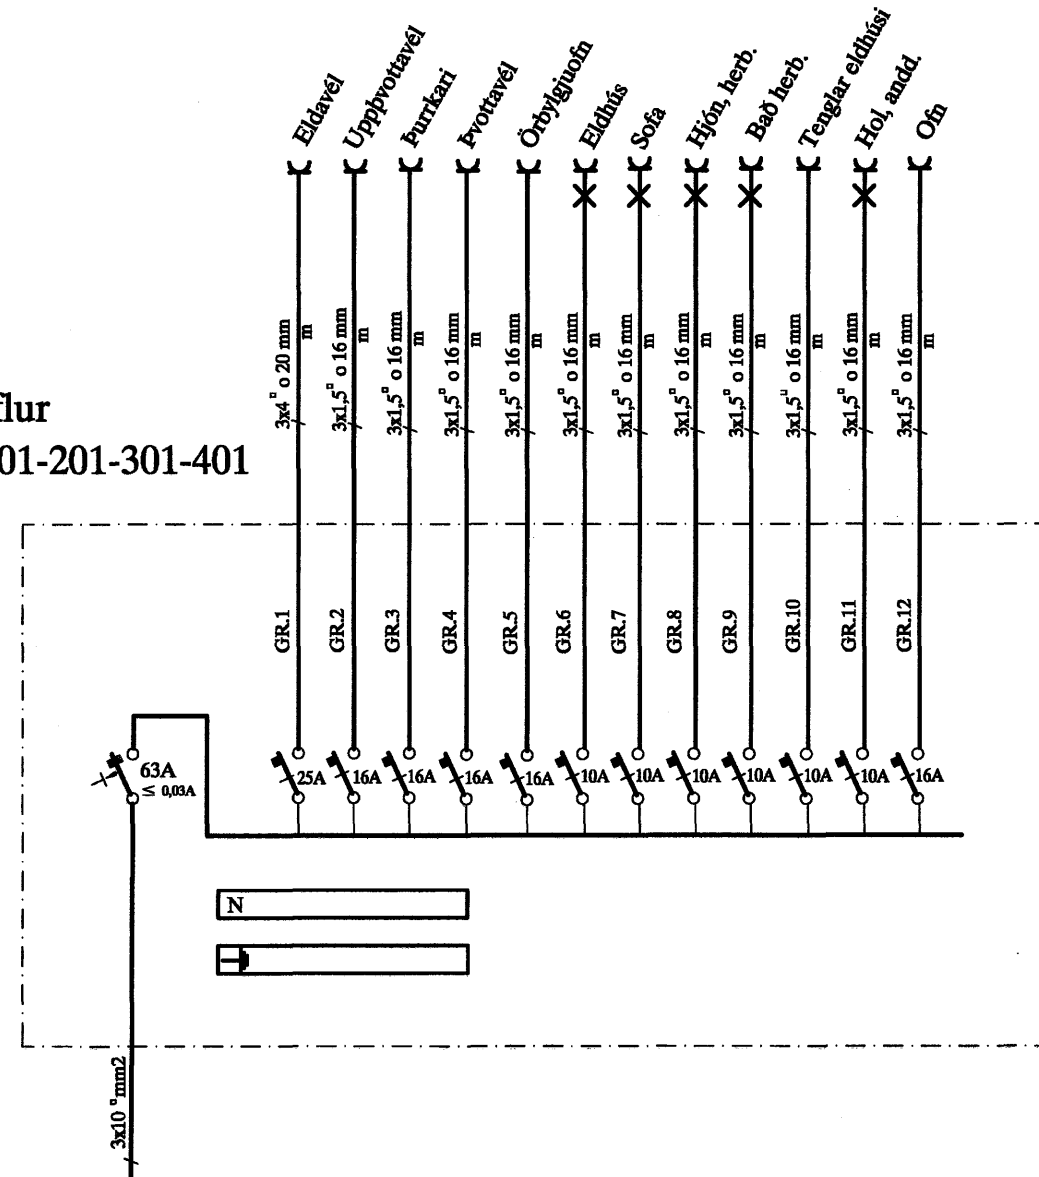 Eldavél
Uppþvottavél
Þurrkari
Þvottavél
Örbylgjuofn
Eldhús
Sofa
Hjón, herb.
Bað herb.
Tenglar eldhúsi
Hol, andd.
Ofn
3x4 ¤ o 20 mm
m
3x1,5 ¤ o 16 mm
m
3x1,5 ¤ o 16 mm
m
3x1,5 ¤ o 16 mm
m
3x1,5 ¤ o 16 mm
m
3x1,5 ¤ o 16 mm
m
3x1,5 ¤ o 16 mm
m
3x1,5 ¤ o 16 mm
m
3x1,5 ¤ o 16 mm
m
3x1,5 ¤ o 16 mm
m
3x1,5 ¤ o 16 mm
m
3x1,5 ¤ o 16 mm
m
flur
01-201-301-401
GR.1
GR.2
GR.3
GR.4
GR.5
GR.6
GR.7
GR.8
GR.9
GR.10
GR.11
GR.12
63A
≤ 0,03A
25A
16A
16A
16A
16A
10A
10A
10A
10A
10A
10A
16A
N
3x10 ¤mm2